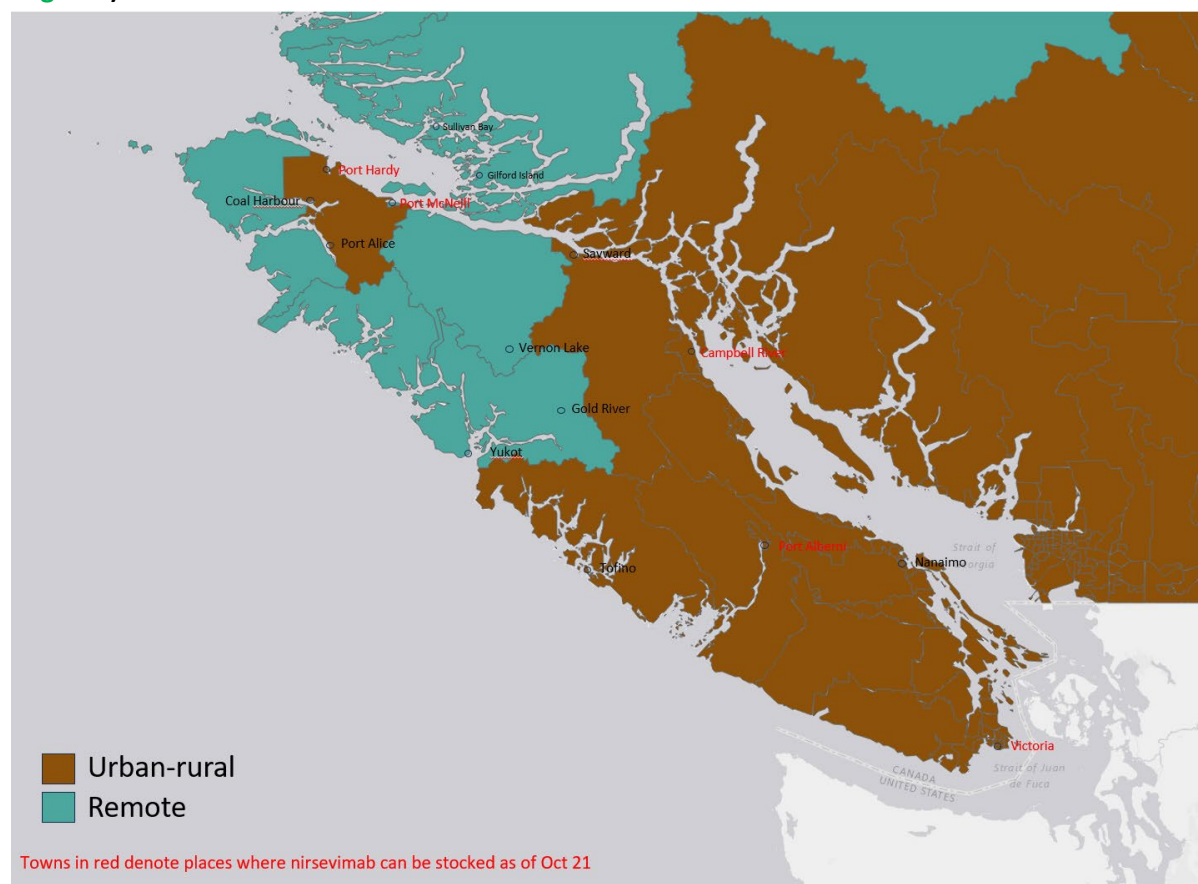 Sullivan Bay
Port Hardy
Gilford Island
Coal Harbour
Port McNeill
Port Alice
Sayward
Vernon Lake
Campbell River
Gold River
Yukot
Port Alberni
Strait of
Nanaimo
Georgia
Tofino
Victoria
CANADA
UNITED STATES
Strait of Juan
de Fuca
Urban-rural
Remote
Towns in red denote places where nirsevimab can be stocked as of Oct 21